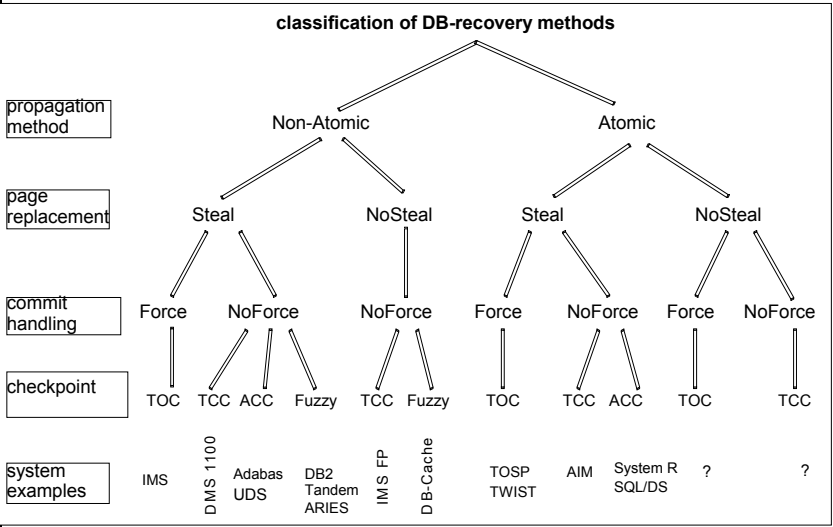 classification of DB-recovery methods
propagation
method
Non-Atomic
Atomic
page
replacement
Steal
NoSteal
Steal
NoSteal
commit
handling
Force
NoForce
NoForce
Force
NoForce
Force
NoForce
checkpoint
TOC
TCC
ACC
Fuzzy
TCC
Fuzzy
TOC
TCC
ACC
TOC
TCC
system
examples
IMS
DMS 1100
Adabas
UDS
DB2
Tandem
ARIES
IMS FP
DB-Cache
TOSP
TWIST
AIM
System R
SQL/DS
?
?